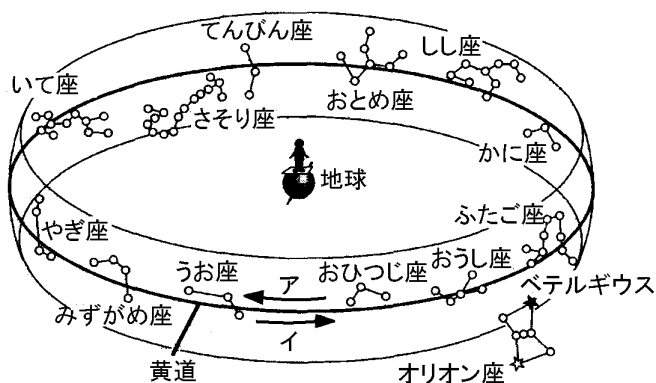 てんびん座
しし座
いて座
おとめ座
さそり座
かに座
地球
ふたご座
やぎ座
おうし座
うお座
ア
おひつじ座
ベテルギウス
みずがめ座
イ
黄道
オリオン座